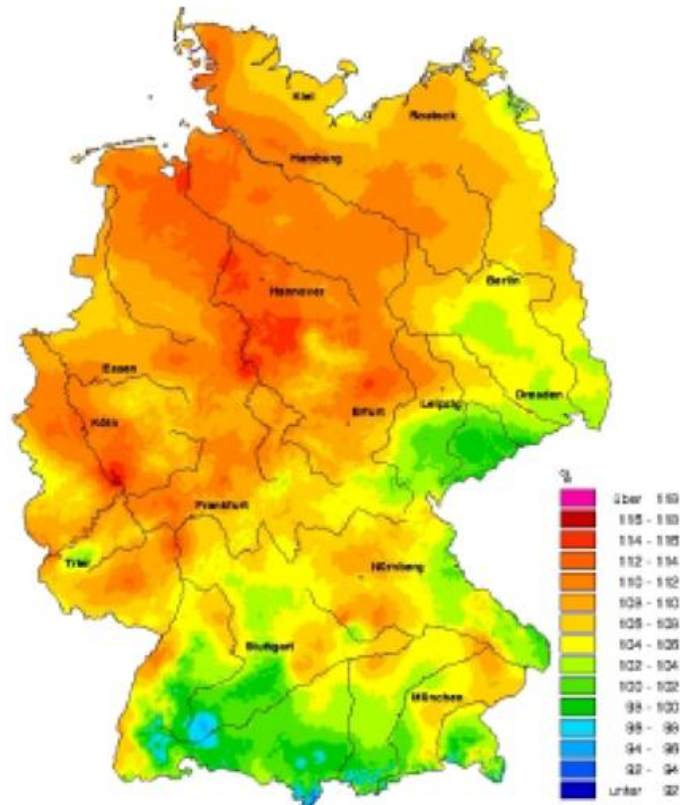 Kiel
Rostock
Hamburg
Berlin
Hannover
Essen
Dresden
Leipzig
Erfurt
Köln
Frankfurt
Trier
Nürnberg
Stuttgart
München
%
über 118
116 - 118
114 - 116
112 - 114
110 - 112
108 - 110
106 - 108
104 - 106
102 - 104
100 - 102
98 - 100
96 - 98
94 - 96
92 - 94
unter 92